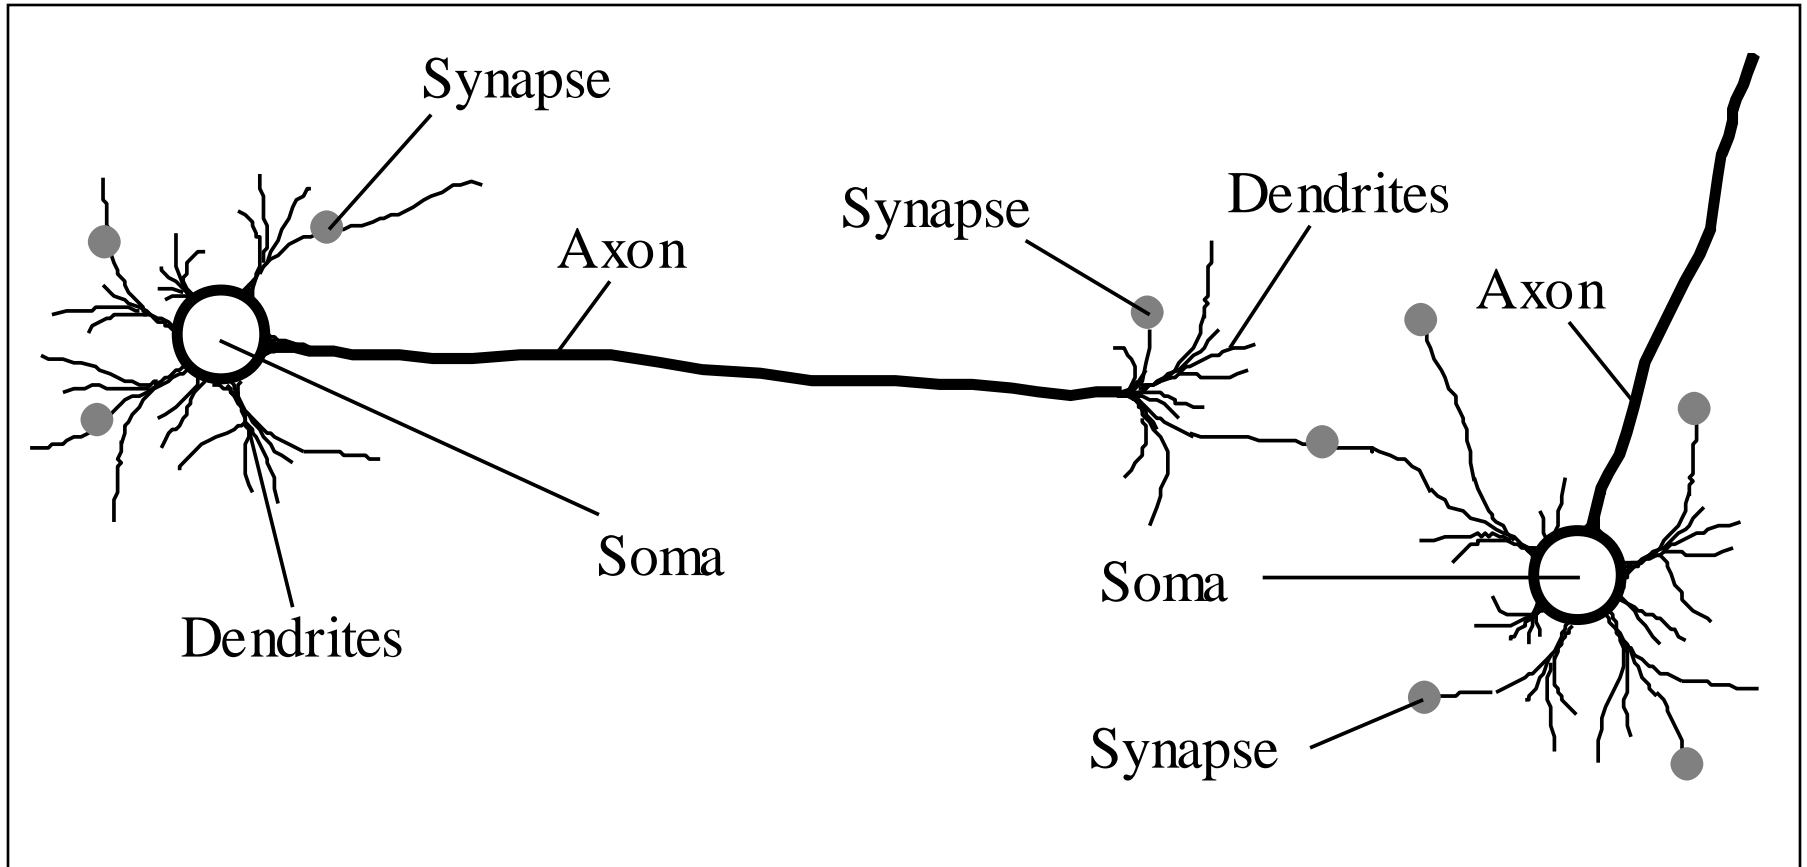 Synapse
Synapse
Dendrites
Axon
Axon
Soma
Soma
Dendrites
Synapse